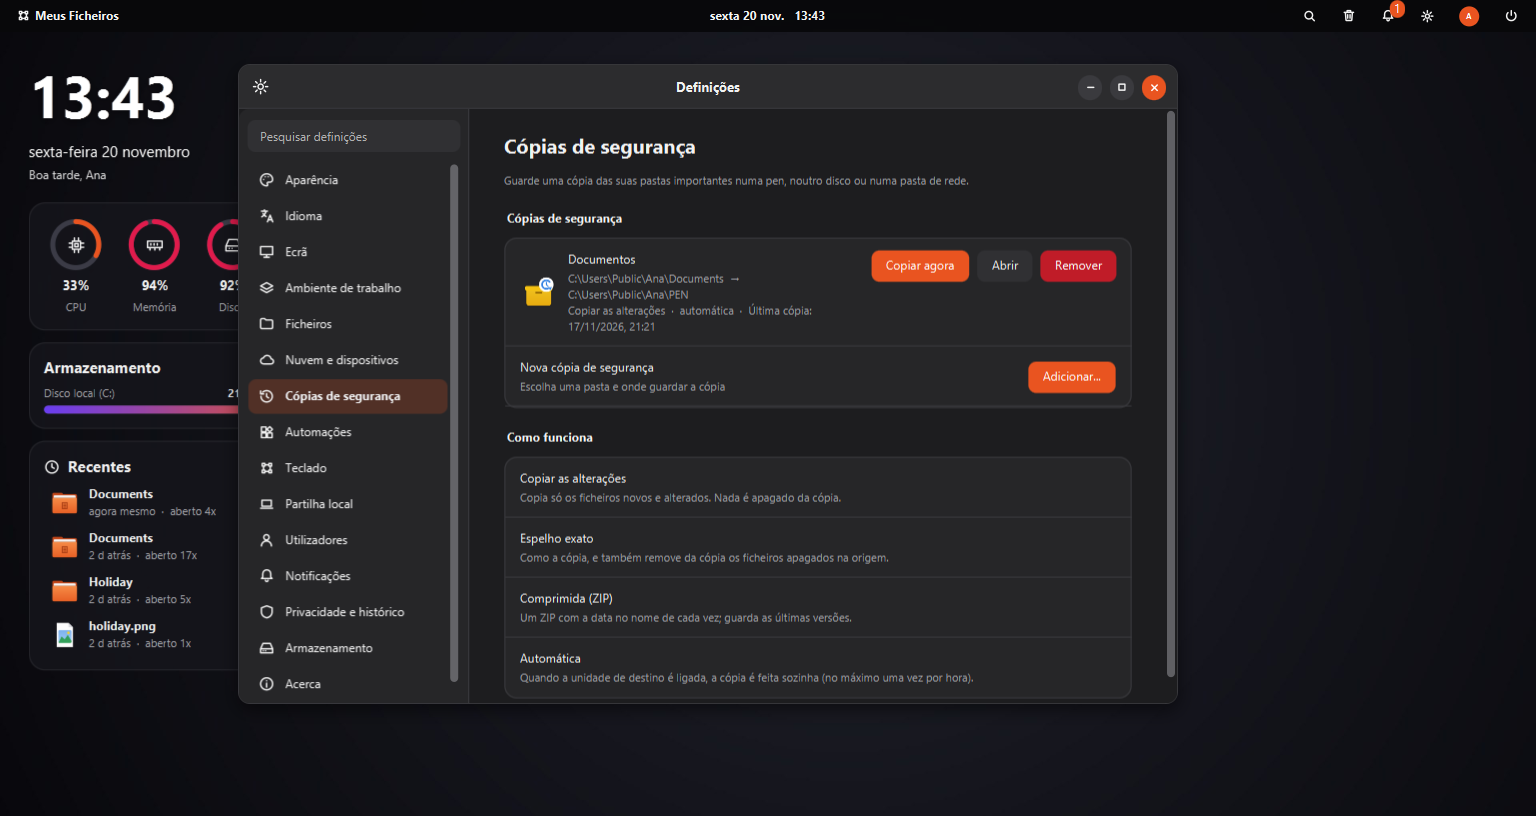 Meus Ficheiros
sexta 20 nov. 13:43
1
A
13:43
sexta-feira 20 novembro
Boa tarde, Ana
33%
CPU
94%
Memória
92%
Disc
Armazenamento
Disco local (C:)
21
Recentes
Documents
agora mesmo · aberto 4x
Documents
2 d atrás · aberto 17x
Holiday
2 d atrás · aberto 5x
holiday.png
2 d atrás · aberto 1x
Definições
Pesquisar definições
Aparência
Idioma
Ecrã
Ambiente de trabalho
Ficheiros
Nuvem e dispositivos
Cópias de segurança
Automações
Teclado
Partilha local
Utilizadores
Notificações
Privacidade e histórico
Armazenamento
Acerca
Cópias de segurança
Guarde uma cópia das suas pastas importantes numa pen, noutro disco ou numa pasta de rede.
Cópias de segurança
Documentos
C:\Users\Public\Ana\Documents →
C:\Users\Public\Ana\PEN
Copiar as alterações · automática · Última cópia:
17/11/2026, 21:21
Copiar agora
Abrir
Remover
Nova cópia de segurança
Escolha uma pasta e onde guardar a cópia
Adicionar...
Como funciona
Copiar as alterações
Copia só os ficheiros novos e alterados. Nada é apagado da cópia.
Espelho exato
Como a cópia, e também remove da cópia os ficheiros apagados na origem.
Comprimida (ZIP)
Um ZIP com a data no nome de cada vez; guarda as últimas versões.
Automática
Quando a unidade de destino é ligada, a cópia é feita sozinha (no máximo uma vez por hora).